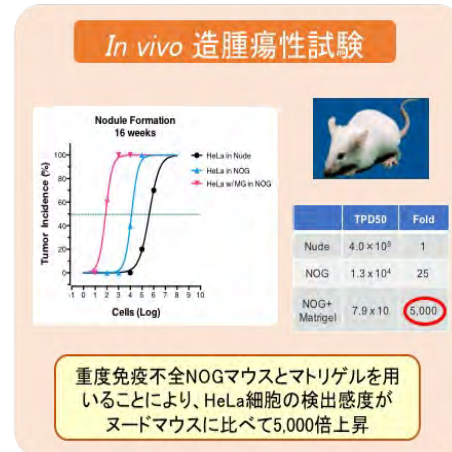 In vivo 造腫瘍性試験
Nodule Formation
16 weeks
Tumor Incidence (%)
100
80
60
40
20
0
-1 0 1 2 3 4 5 6 7 8 9 10
Cells (Log)
HeLa in Nude
HeLa in NOG
HeLa w/MG in NOG
TPD50 Fold
Nude 4.0×10⁵ 1
NOG 1.3 x 10⁴ 25
NOG+
Matrigel 7.9 x 10 5,000
重度免疫不全NOGマウスとマトリゲルを用
いることにより、HeLa細胞の検出感度が
ヌードマウスに比べて5,000倍上昇